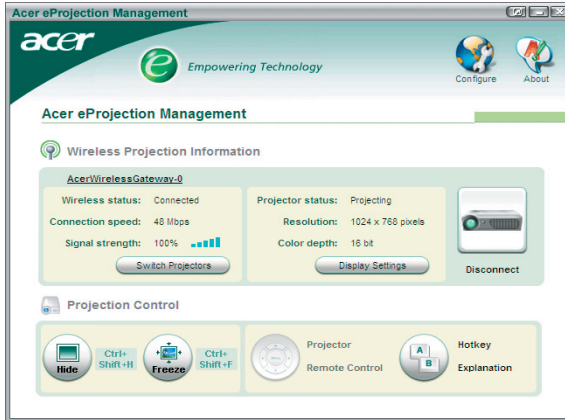 Acer eProjection Management
acer
e Empowering Technology
Configure
About
Acer eProjection Management
Wireless Projection Information
AcerWirelessGateway-0
Wireless status: Connected
Connection speed: 48 Mbps
Signal strength: 100%
Switch Projectors
Projector status: Projecting
Resolution: 1024 x 768 pixels
Color depth: 16 bit
Display Settings
Disconnect
Projection Control
Hide
Ctrl+
Shift+H
Freeze
Ctrl+
Shift+F
Projector
Remote Control
A
B
Hotkey
Explanation